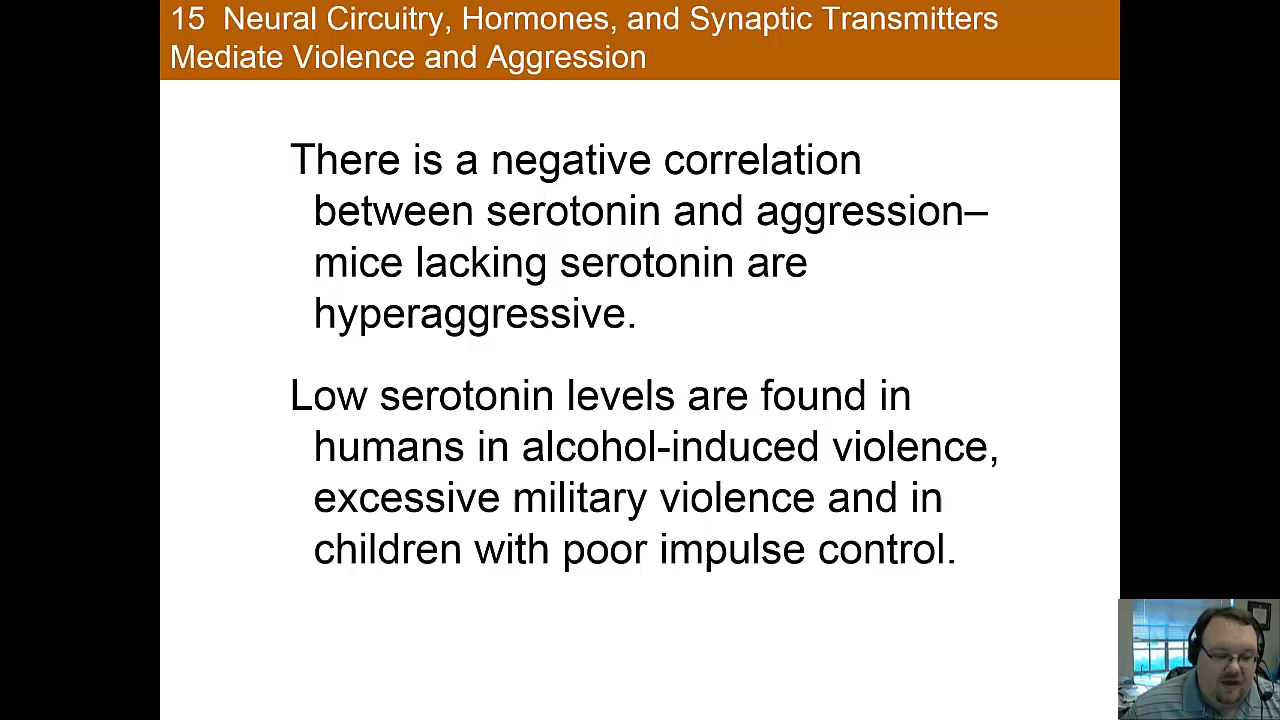 15 Neural Circuitry, Hormones, and Synaptic Transmitters
Mediate Violence and Aggression
There is a negative correlation
between serotonin and aggression–
mice lacking serotonin are
hyperaggressive.
Low serotonin levels are found in
humans in alcohol-induced violence,
excessive military violence and in
children with poor impulse control.